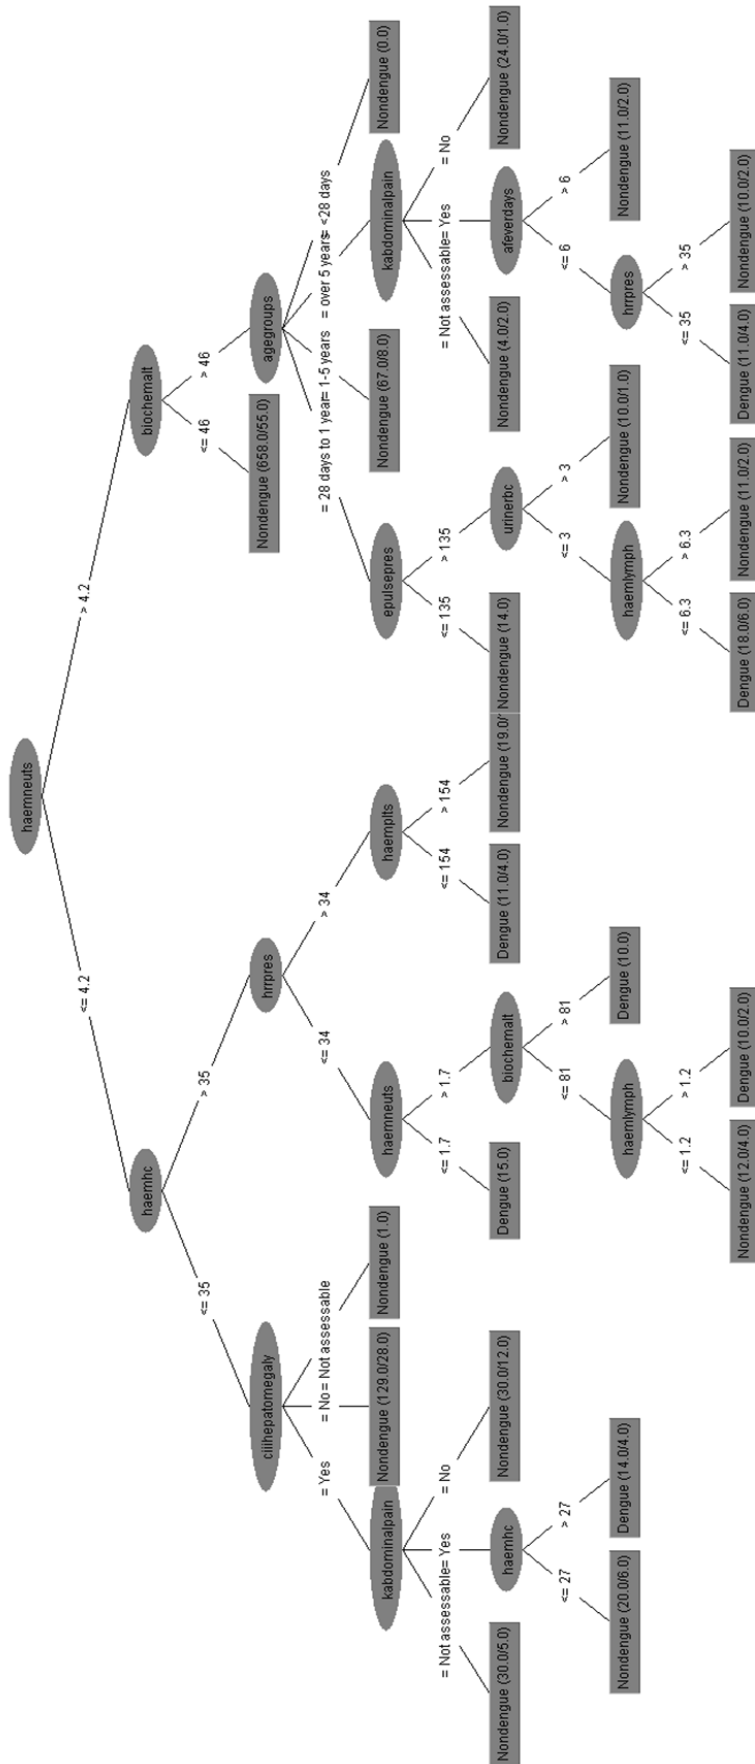 haemneuts
<= 4.2
> 4.2
haemhc
biochemalt
<= 35
> 35
<= 46
> 46
ciiihepatomegaly
hrrpres
Nondengue (658.0/55.0)
agegroups
= Yes
= No
= Not assessable
<= 34
> 34
= 28 days to 1 year
= 1-5 years
= over 5 years
= <28 days
kabdominalpain
Nondengue (129.0/28.0)
Nondengue (1.0)
haemneuts
haemplts
epulsepres
Nondengue (67.0/8.0)
kabdominalpain
Nondengue (0.0)
= Not assessable
= Yes
= No
<= 1.7
> 1.7
<= 154
> 154
<= 135
> 135
= Not assessable
= Yes
= No
Nondengue (30.0/5.0)
haemhc
Nondengue (30.0/12.0)
Dengue (15.0)
biochemalt
Dengue (11.0/4.0)
Nondengue (19.0/
Nondengue (14.0)
urinerbc
Nondengue (4.0/2.0)
afeverdays
Nondengue (24.0/1.0)
<= 27
> 27
<= 81
> 81
<= 3
> 3
<= 6
> 6
Nondengue (20.0/6.0)
Dengue (14.0/4.0)
haemlymph
Dengue (10.0)
haemlymph
Nondengue (10.0/1.0)
hrrpres
Nondengue (11.0/2.0)
<= 1.2
> 1.2
<= 6.3
> 6.3
<= 35
> 35
Nondengue (12.0/4.0)
Dengue (10.0/2.0)
Dengue (18.0/6.0)
Nondengue (11.0/2.0)
Dengue (11.0/4.0)
Nondengue (10.0/2.0)